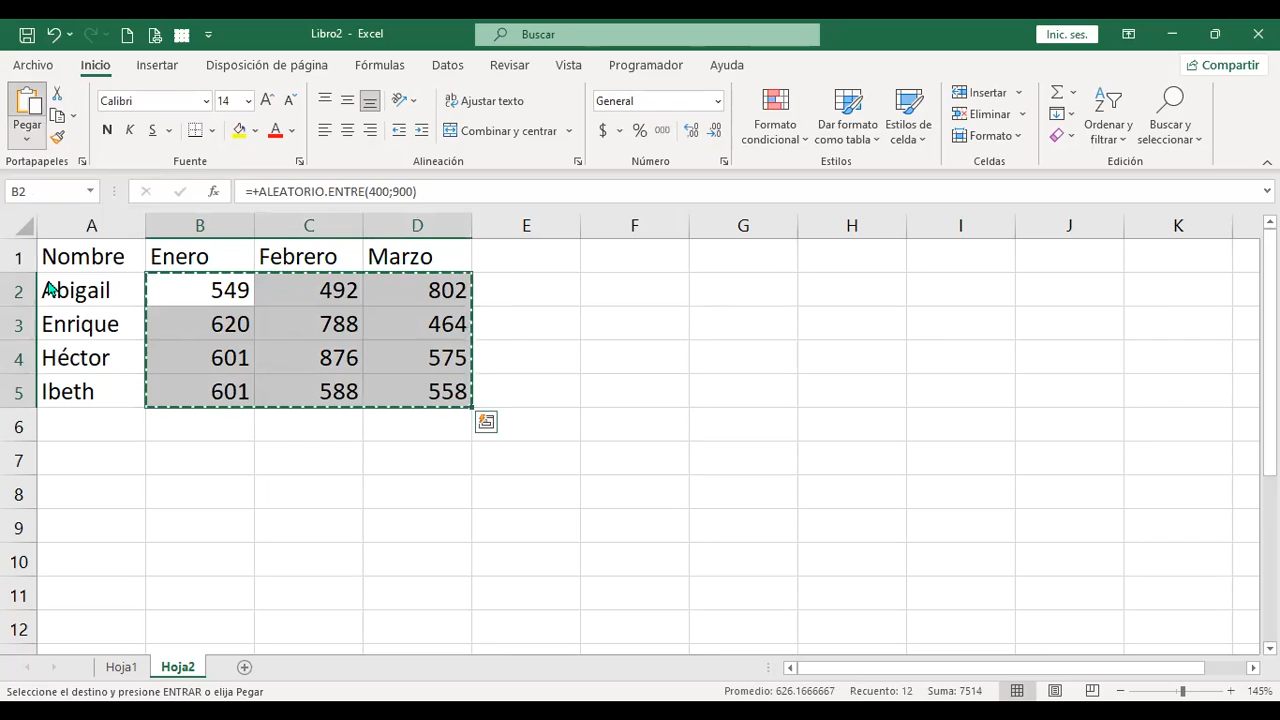 Libro2 - Excel
Buscar
Inic. ses.
Archivo Inicio Insertar Disposición de página Fórmulas Datos Revisar Vista Programador Ayuda Compartir
Pegar
Calibri 14
Ajustar texto
General
Formato condicional
Dar formato como tabla
Estilos de celda
Insertar
Eliminar
Formato
Ordenar y filtrar
Buscar y seleccionar
N K S
Combinar y centrar
$ % 000
Portapapeles Fuente Alineación Número Estilos Celdas Edición
B2 fx =+ALEATORIO.ENTRE(400;900)
A B C D E F G H I J K
1 Nombre Enero Febrero Marzo
2 Abigail 549 492 802
3 Enrique 620 788 464
4 Héctor 601 876 575
5 Ibeth 601 588 558
6
7
8
9
10
11
12
Hoja1 Hoja2
Seleccione el destino y presione ENTRAR o elija Pegar Promedio: 626.1666667 Recuento: 12 Suma: 7514 145%